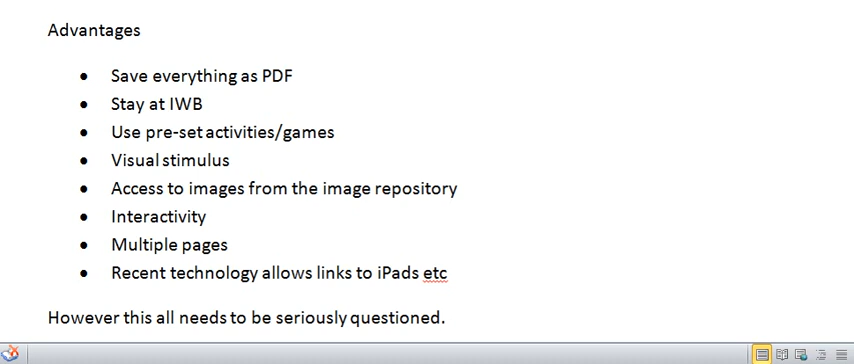 Advantages
• Save everything as PDF
• Stay at IWB
• Use pre-set activities/games
• Visual stimulus
• Access to images from the image repository
• Interactivity
• Multiple pages
• Recent technology allows links to iPads etc
However this all needs to be seriously questioned.